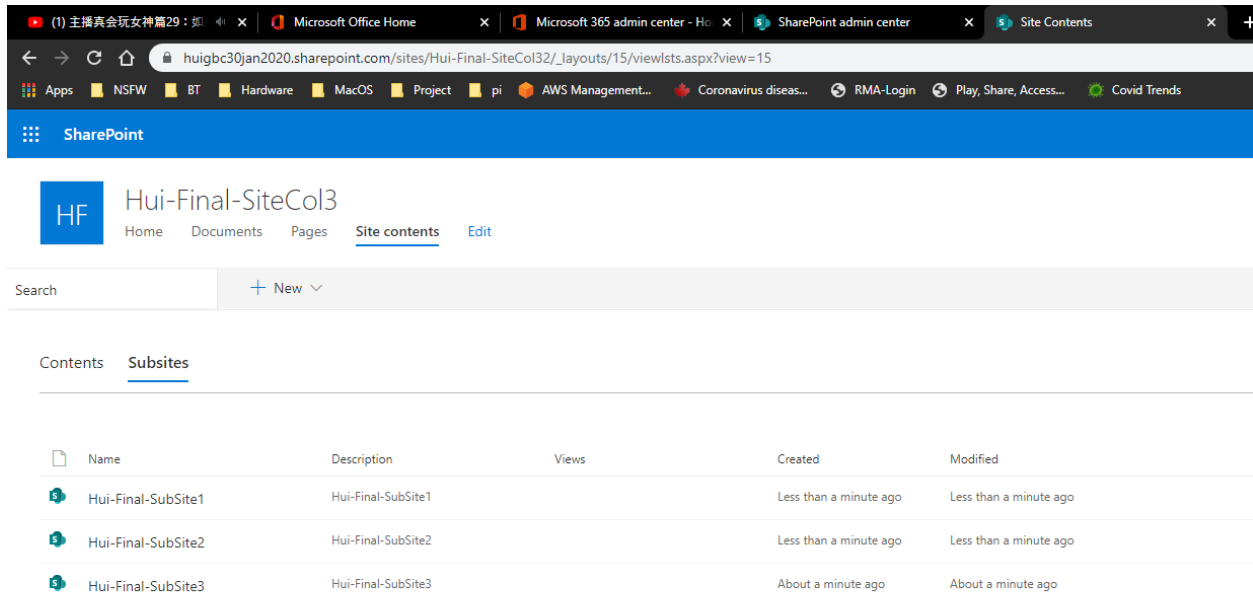 (1) 主播真会玩女神篇29：如 Microsoft Office Home Microsoft 365 admin center - Ho SharePoint admin center Site Contents
huigbc30jan2020.sharepoint.com/sites/Hui-Final-SiteCol32/_layouts/15/viewlsts.aspx?view=15
Apps NSFW BT Hardware MacOS Project pi AWS Management... Coronavirus diseas... RMA-Login Play, Share, Access... Covid Trends
SharePoint
HF
Hui-Final-SiteCol3
Home Documents Pages Site contents Edit
Search + New
Contents Subsites
Name Description Views Created Modified
Hui-Final-SubSite1 Hui-Final-SubSite1 Less than a minute ago Less than a minute ago
Hui-Final-SubSite2 Hui-Final-SubSite2 Less than a minute ago Less than a minute ago
Hui-Final-SubSite3 Hui-Final-SubSite3 About a minute ago About a minute ago